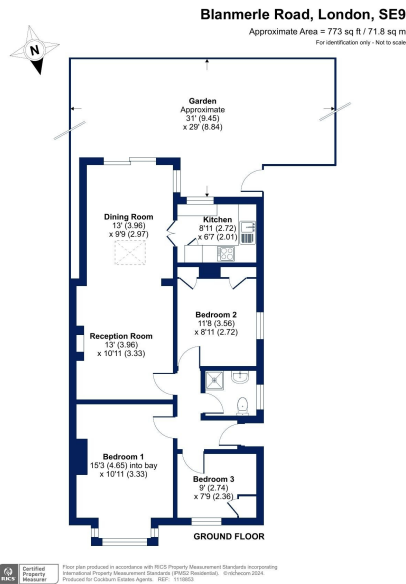 Blanmerle Road, London, SE9
Approximate Area = 773 sq ft / 71.8 sq m
For identification only - Not to scale
N
Garden
Approximate
31' (9.45)
x 29' (8.84)
Dining Room
13' (3.96)
x 9'9 (2.97)
Kitchen
8'11 (2.72)
x 6'7 (2.01)
Bedroom 2
11'8 (3.56)
x 8'11 (2.72)
Reception Room
13' (3.96)
x 10'11 (3.33)
Bedroom 1
15'3 (4.65) into bay
x 10'11 (3.33)
Bedroom 3
9' (2.74)
x 7'9 (2.36)
GROUND FLOOR
RICS
Certified
Property
Measurer
Floor plan produced in accordance with RICS Property Measurement Standards incorporating
International Property Measurement Standards (IPMS2 Residential). ©nichecom 2024.
Produced for Cockburn Estate Agents. REF: